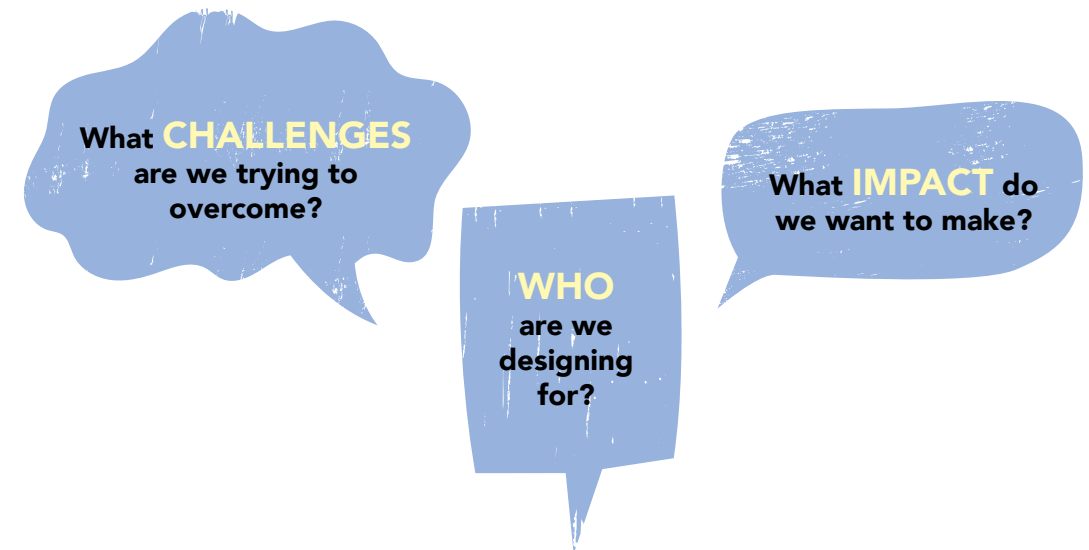 What CHALLENGES
are we trying to
overcome?
WHO
are we
designing
for?
What IMPACT do
we want to make?